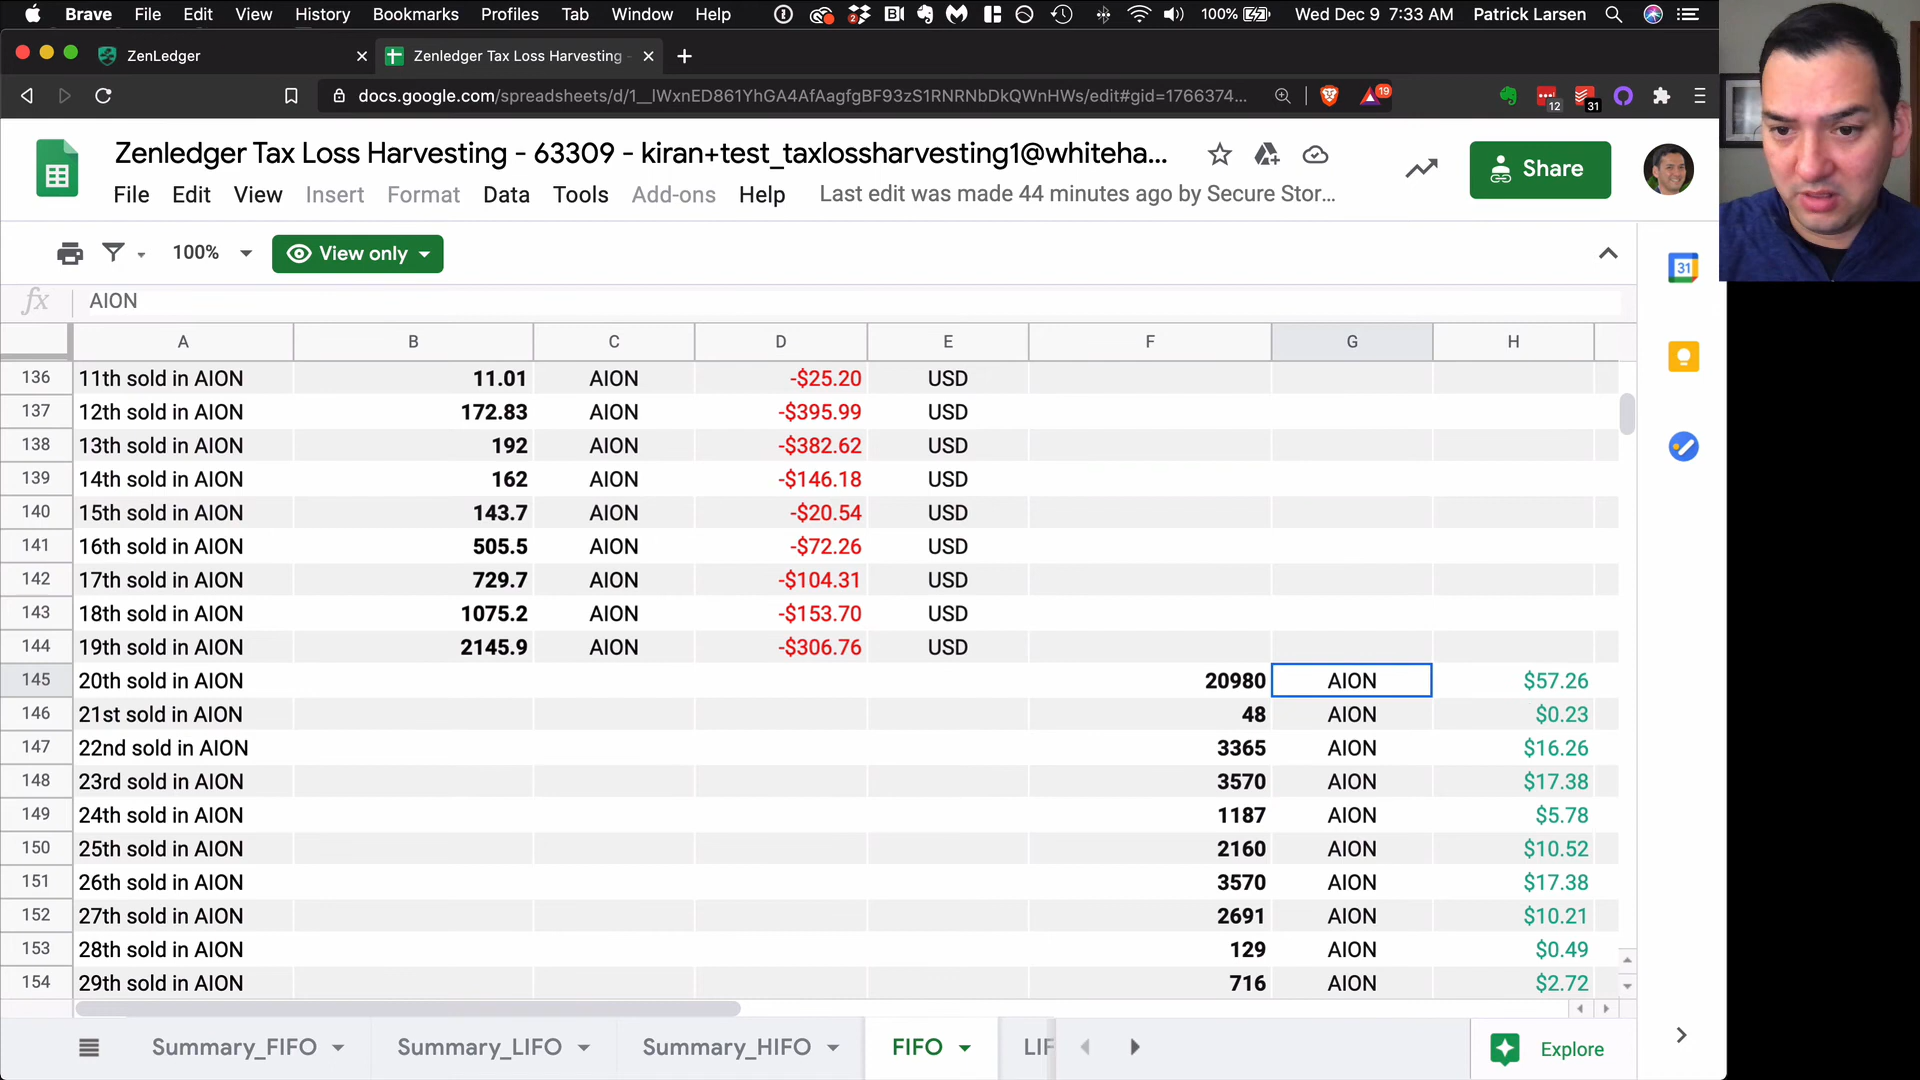 Brave File Edit View History Bookmarks Profiles Tab Window Help 2 100% Wed Dec 9 7:33 AM Patrick Larsen
ZenLedger
Zenledger Tax Loss Harvesting -
docs.google.com/spreadsheets/d/1__lWxnED861YhGA4AfAagfgBF93zS1RNRNbDkQWnHWs/edit#gid=1766374... 19 12 31
Zenledger Tax Loss Harvesting - 63309 - kiran+test_taxlossharvesting1@whiteha...
Share
File Edit View Insert Format Data Tools Add-ons Help Last edit was made 44 minutes ago by Secure Stor...
100% View only
31
fx AION
A B C D E F G H
136 11th sold in AION 11.01 AION -$25.20 USD
137 12th sold in AION 172.83 AION -$395.99 USD
138 13th sold in AION 192 AION -$382.62 USD
139 14th sold in AION 162 AION -$146.18 USD
140 15th sold in AION 143.7 AION -$20.54 USD
141 16th sold in AION 505.5 AION -$72.26 USD
142 17th sold in AION 729.7 AION -$104.31 USD
143 18th sold in AION 1075.2 AION -$153.70 USD
144 19th sold in AION 2145.9 AION -$306.76 USD
145 20th sold in AION 20980 AION $57.26
146 21st sold in AION 48 AION $0.23
147 22nd sold in AION 3365 AION $16.26
148 23rd sold in AION 3570 AION $17.38
149 24th sold in AION 1187 AION $5.78
150 25th sold in AION 2160 AION $10.52
151 26th sold in AION 3570 AION $17.38
152 27th sold in AION 2691 AION $10.21
153 28th sold in AION 129 AION $0.49
154 29th sold in AION 716 AION $2.72
Summary_FIFO Summary_LIFO Summary_HIFO FIFO LIF Explore